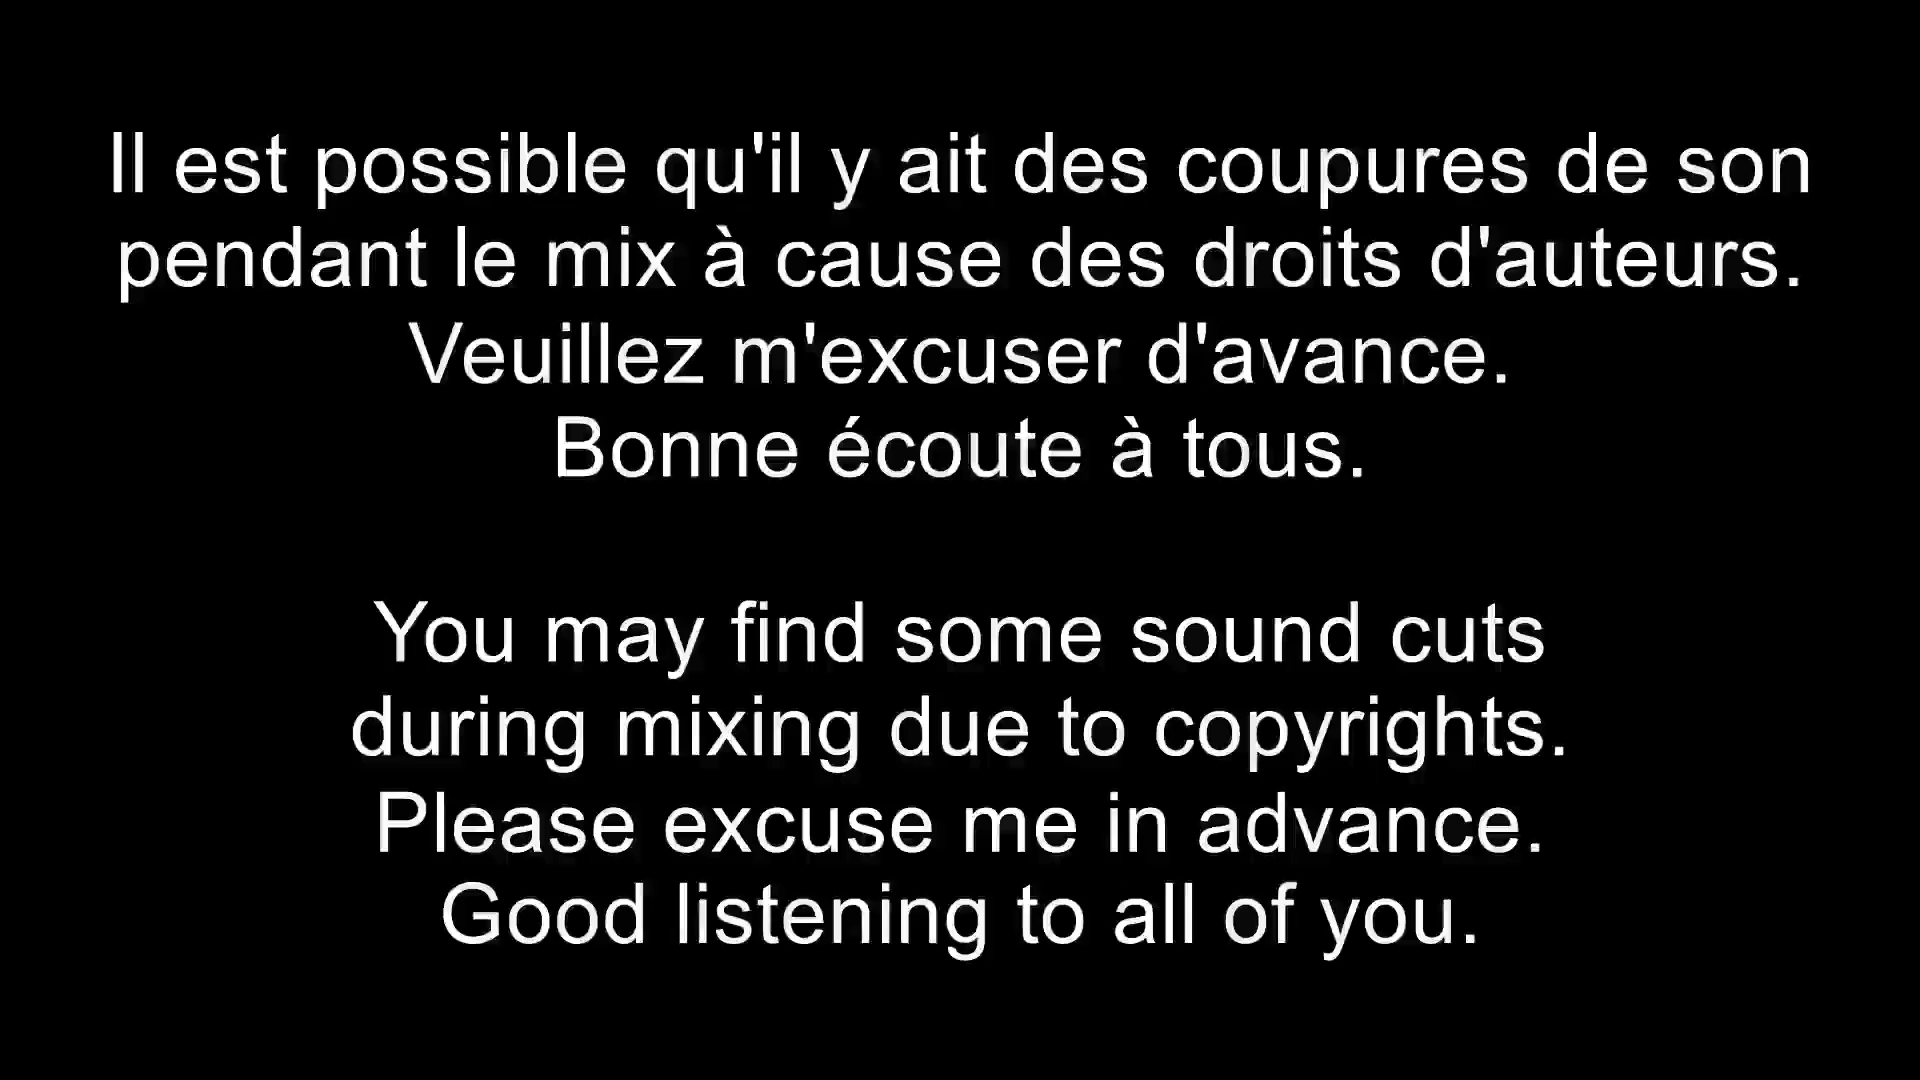 Il est possible qu'il y ait des coupures de son
pendant le mix à cause des droits d'auteurs.
Veuillez m'excuser d'avance.
Bonne écoute à tous.
You may find some sound cuts
during mixing due to copyrights.
Please excuse me in advance.
Good listening to all of you.